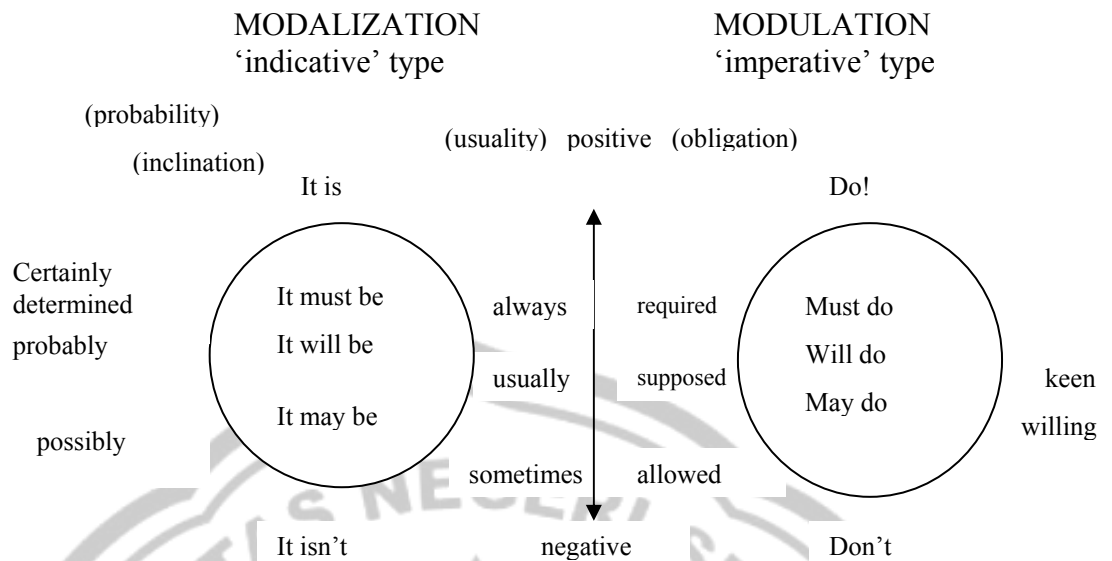 MODALIZATION MODULATION
‘indicative’ type ‘imperative’ type
(probability)
(usuality) positive (obligation)
(inclination)
It is Do!
Certainly
determined
It must be always required Must do
probably It will be Will do
usually supposed keen
It may be May do
possibly willing
sometimes allowed
It isn’t negative Don’t